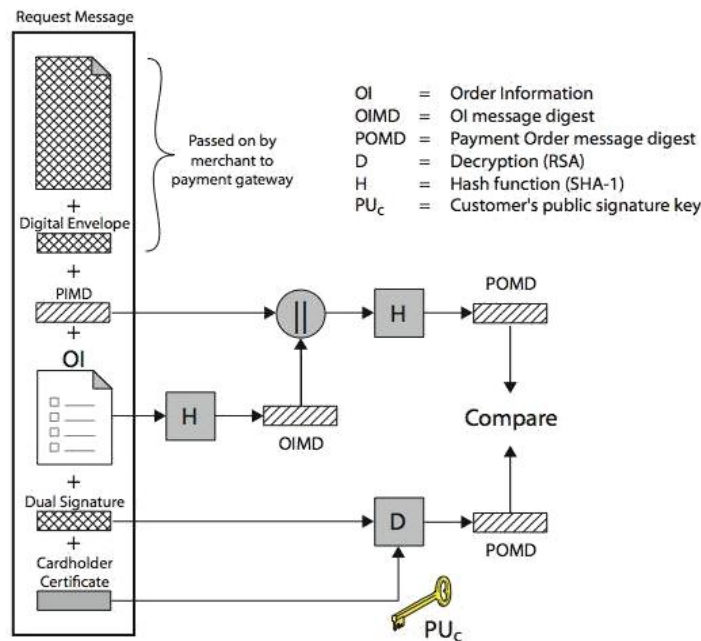 Request Message
Passed on by
merchant to
payment gateway
+
Digital Envelope
+
PIMD
+
OI
+
Dual Signature
+
Cardholder
Certificate
OI = Order Information
OIMD = OI message digest
POMD = Payment Order message digest
D = Decryption (RSA)
H = Hash function (SHA-1)
PUc = Customer's public signature key
||
H
POMD
H
OIMD
Compare
D
POMD
PUc